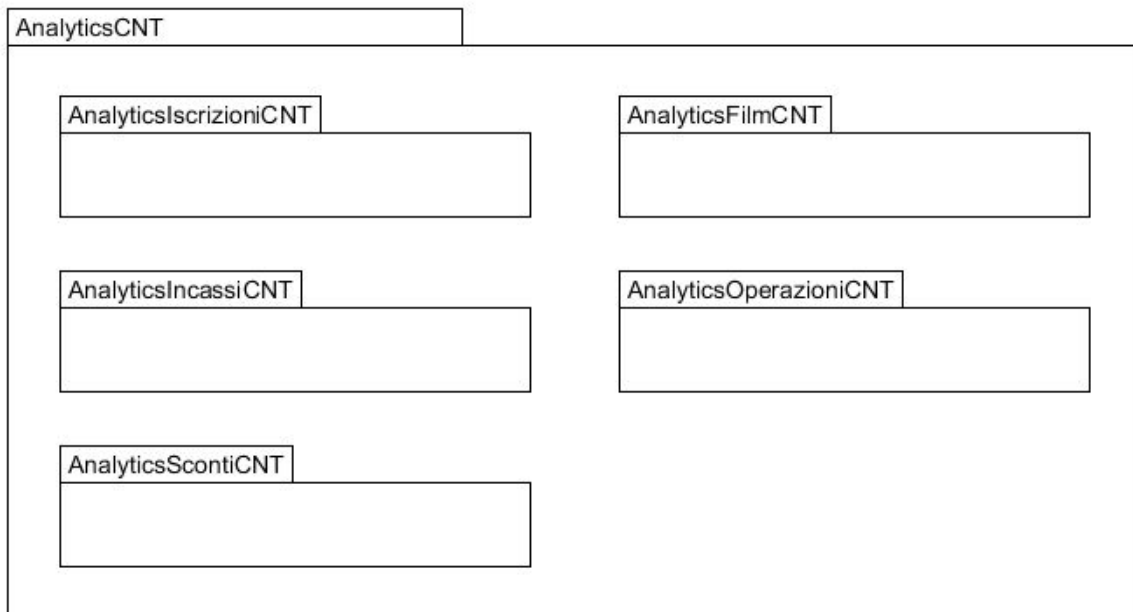 AnalyticsCNT
AnalyticsIscrizioniCNT
AnalyticsFilmCNT
AnalyticsIncassiCNT
AnalyticsOperazioniCNT
AnalyticsScontiCNT